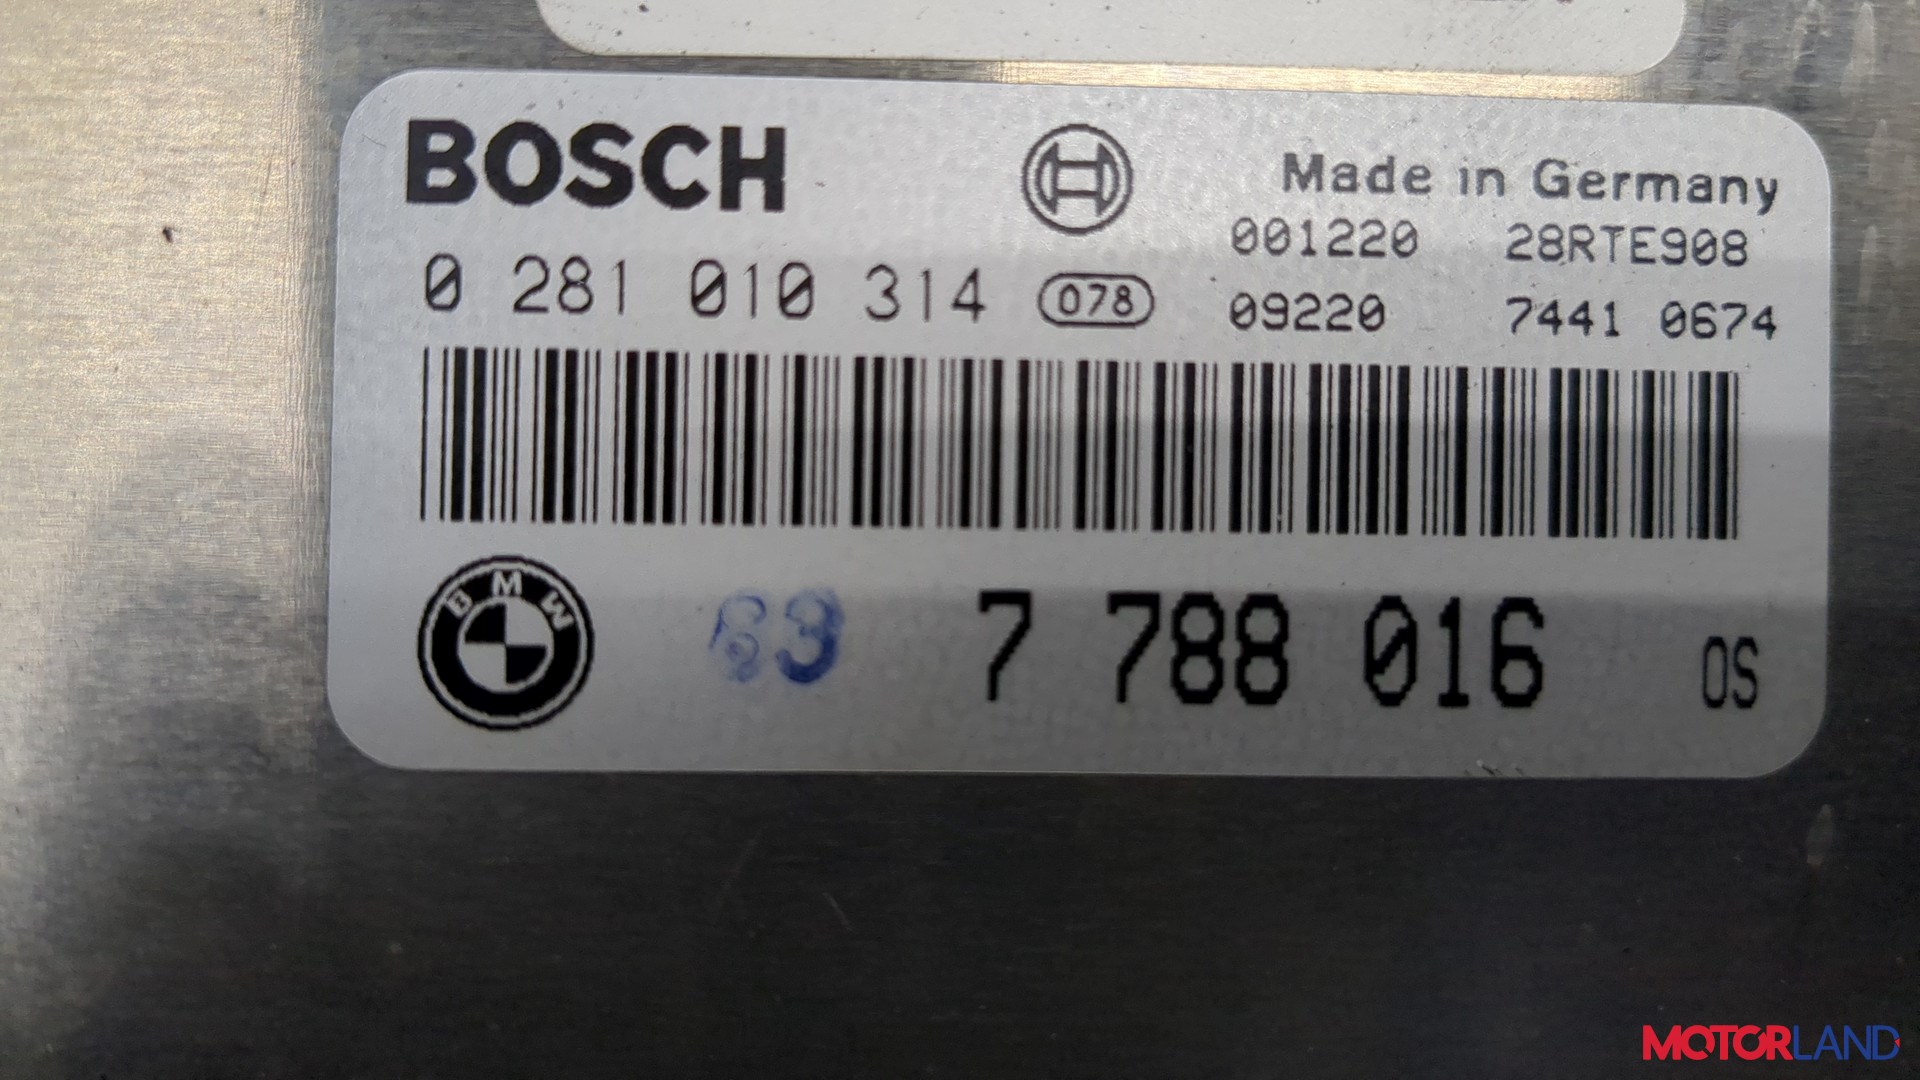 BOSCH
Made in Germany
001220 28RTE908
0 281 010 314 078
09220 7441 0674
BMW
63 7 788 016 OS
MOTORLAND